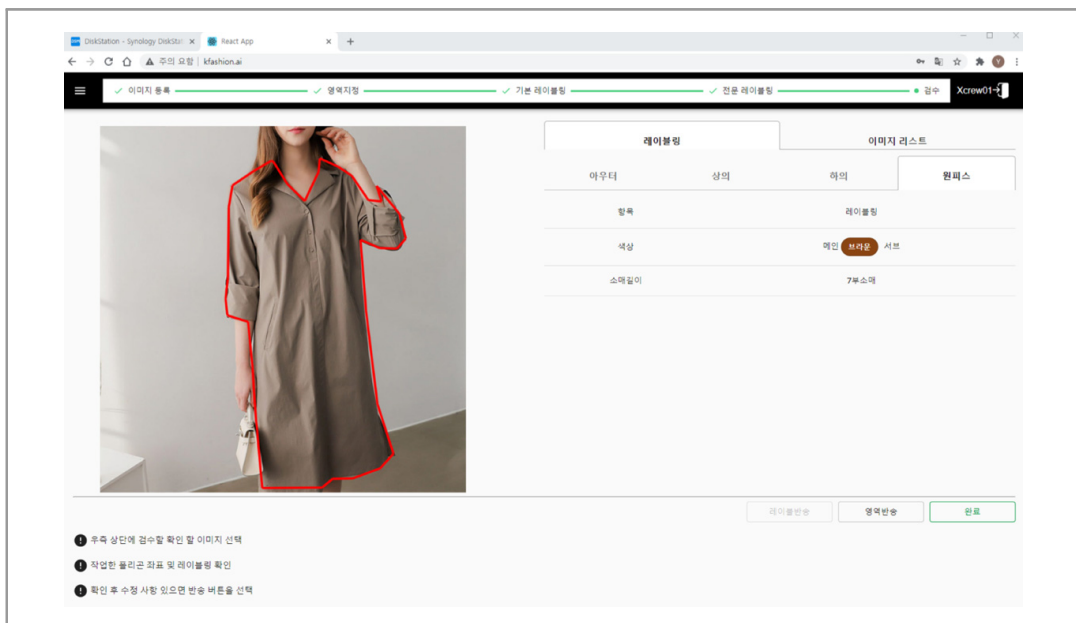 DiskStation - Synology DiskStat
React App
주의 요함 | kfashion.ai
이미지 등록
영역지정
기본 레이블링
전문 레이블링
검수
Xcrew01
레이블링
이미지 리스트
아우터
상의
하의
원피스
항목
레이블링
색상
메인 브라운 서브
소매길이
7부소매
레이블반송
영역반송
완료
우측 상단에 검수할 확인 할 이미지 선택
작업한 폴리곤 좌표 및 레이블링 확인
확인 후 수정 사항 있으면 반송 버튼을 선택